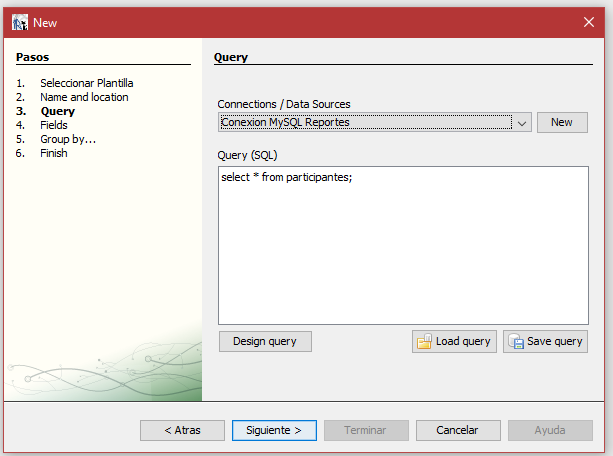 New
Pasos
1. Seleccionar Plantilla
2. Name and location
3. Query
4. Fields
5. Group by...
6. Finish
Query
Connections / Data Sources
Conexion MySQL Reportes
New
Query (SQL)
select * from participantes;
Design query
Load query
Save query
< Atras
Siguiente >
Terminar
Cancelar
Ayuda